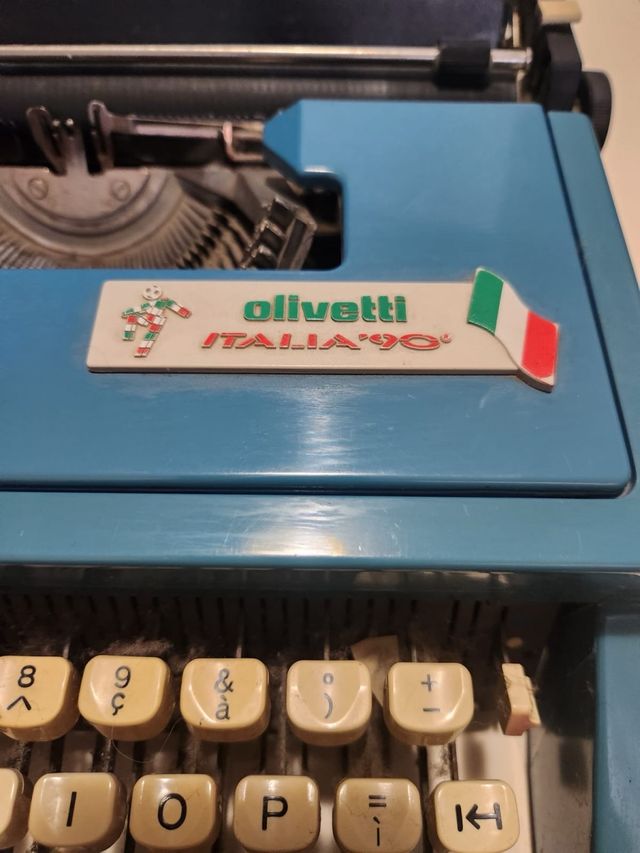 olivetti
ITALIA'90
8 9 & ° +
^ ç à ) -
I O P =
ì